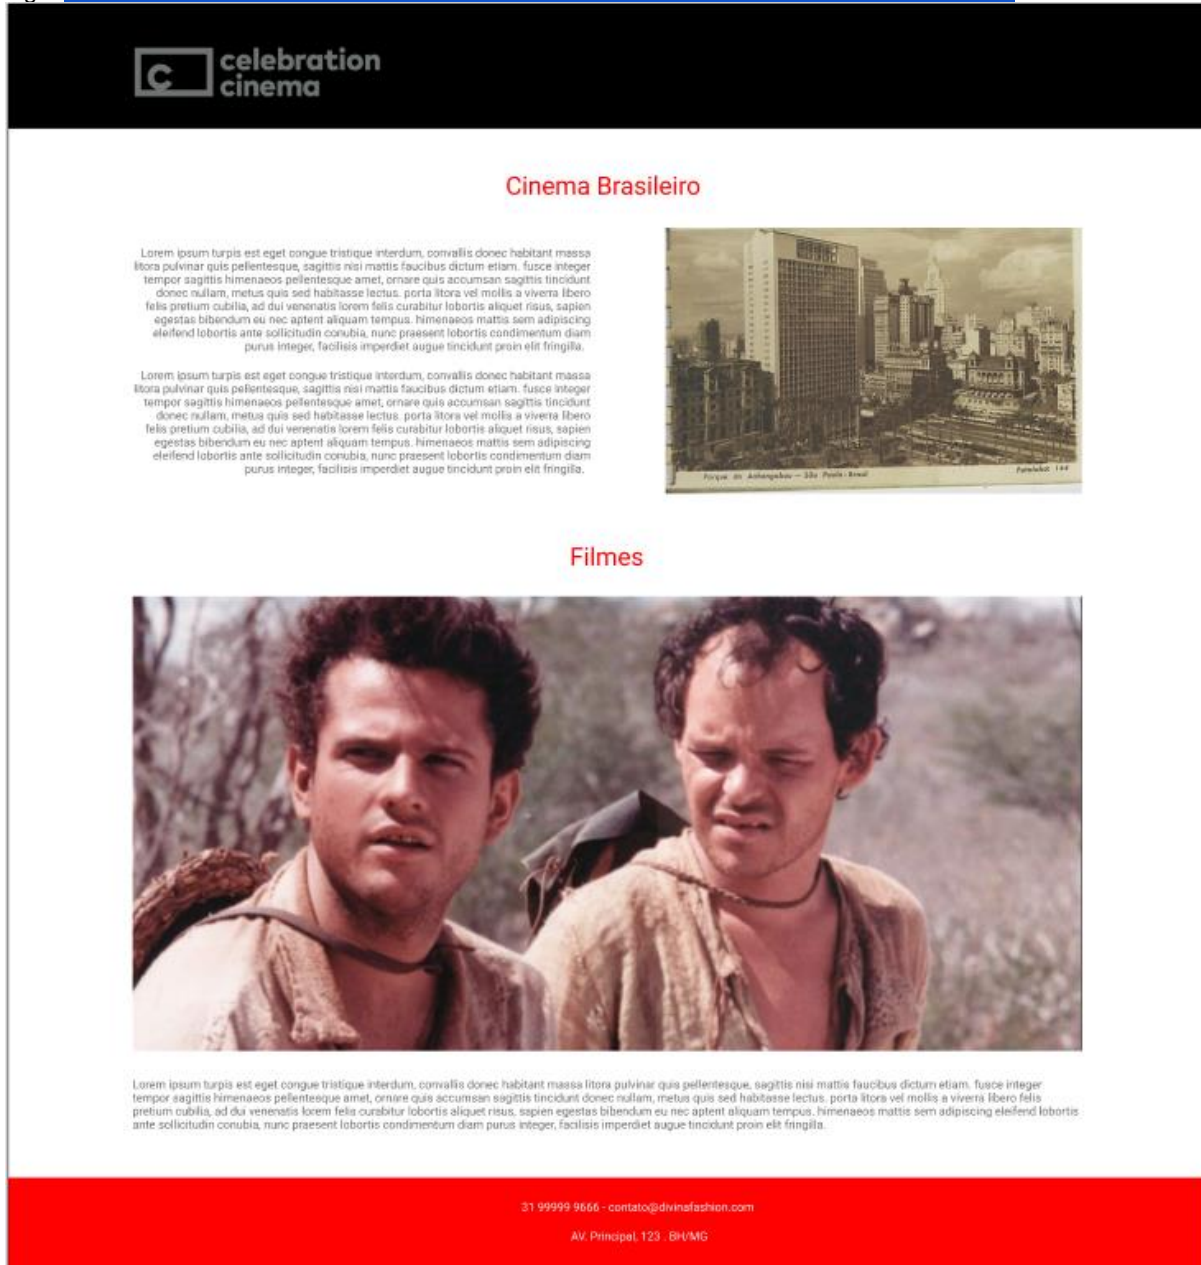 celebration
cinema
Cinema Brasileiro
Lorem ipsum turpis est eget congue tristique interdum, convallis donec habitant massa
litora pulvinar quis pellentesque, sagittis nisi mattis faucibus dictum etiam. fusce integer
tempor sagittis himenaeos pellentesque amet, ornare quis accumsan sagittis tincidunt
donec nullam, metus quis sed habitasse lectus. porta litora vel mollis a viverra libero
felis pretium cubilia, ad dui venenatis lorem felis curabitur lobortis aliquet risus, sapien
egestas bibendum eu nec aptent aliquam tempus. himenaeos mattis sem adipiscing
eleifend lobortis ante sollicitudin conubia, nunc praesent lobortis condimentum diam
purus integer, facilisis imperdiet augue tincidunt proin elit fringilla.
Lorem ipsum turpis est eget congue tristique interdum, convallis donec habitant massa
litora pulvinar quis pellentesque, sagittis nisi mattis faucibus dictum etiam. fusce integer
tempor sagittis himenaeos pellentesque amet, ornare quis accumsan sagittis tincidunt
donec nullam, metus quis sed habitasse lectus. porta litora vel mollis a viverra libero
felis pretium cubilia, ad dui venenatis lorem felis curabitur lobortis aliquet risus, sapien
egestas bibendum eu nec aptent aliquam tempus. himenaeos mattis sem adipiscing
eleifend lobortis ante sollicitudin conubia, nunc praesent lobortis condimentum diam
purus integer, facilisis imperdiet augue tincidunt proin elit fringilla.
Parque do Anhangabau — São Paulo - Brasil
Filmes
Lorem ipsum turpis est eget congue tristique interdum, convallis donec habitant massa litora pulvinar quis pellentesque, sagittis nisi mattis faucibus dictum etiam. fusce integer
tempor sagittis himenaeos pellentesque amet, ornare quis accumsan sagittis tincidunt donec nullam, metus quis sed habitasse lectus. porta litora vel mollis a viverra libero felis
pretium cubilia, ad dui venenatis lorem felis curabitur lobortis aliquet risus, sapien egestas bibendum eu nec aptent aliquam tempus. himenaeos mattis sem adipiscing eleifend lobortis
ante sollicitudin conubia, nunc praesent lobortis condimentum diam purus integer, facilisis imperdiet augue tincidunt proin elit fringilla.
31 99999 9666 - contato@divinafashion.com
AV. Principal, 123 . BH/MG